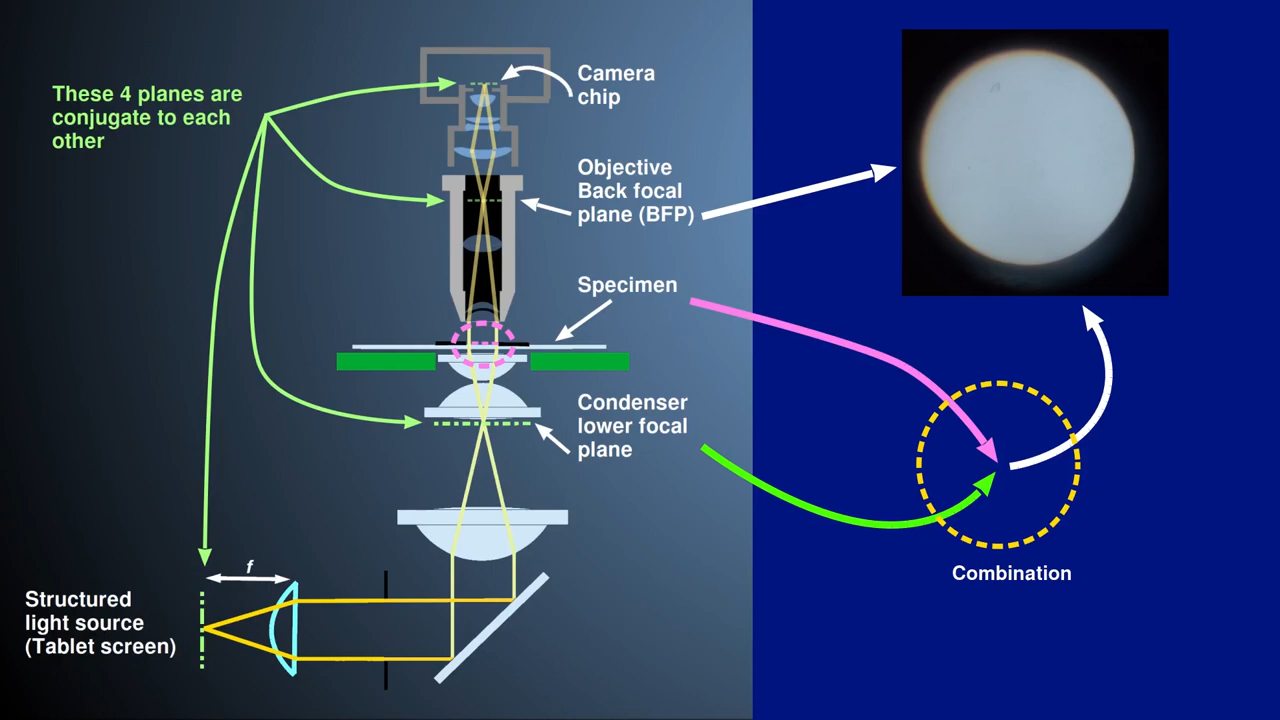 These 4 planes are
conjugate to each
other
Camera
chip
Objective
Back focal
plane (BFP)
Specimen
Condenser
lower focal
plane
f
Structured
light source
(Tablet screen)
Combination